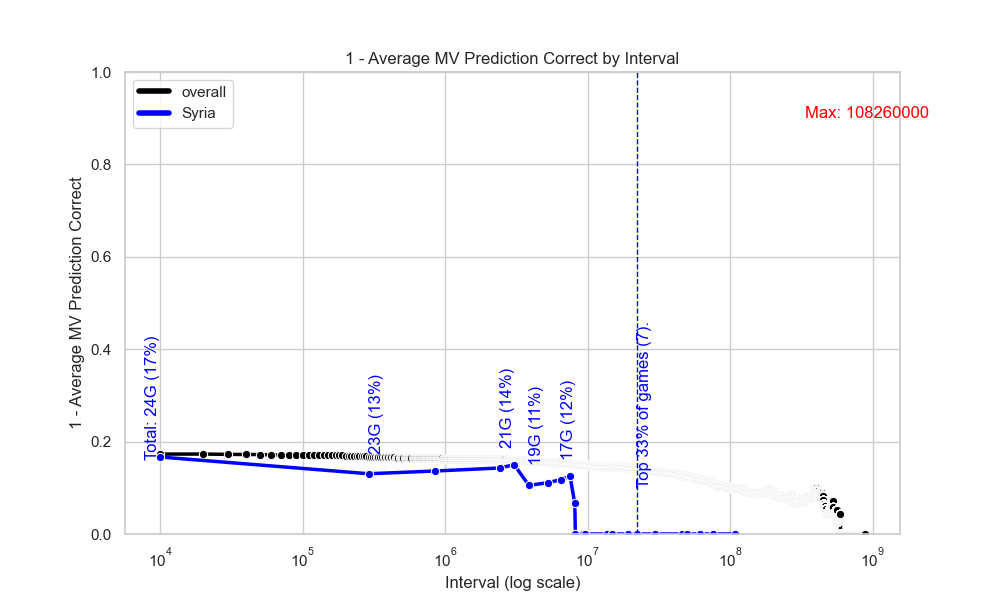 1 - Average MV Prediction Correct by Interval
1 - Average MV Prediction Correct
1.0
0.8
0.6
0.4
0.2
0.0
overall
Syria
Max: 108260000
Total: 24G (17%)
23G (13%)
21G (14%)
19G (11%)
17G (12%)
Top 33% of games (7).
10^4
10^5
10^6
10^7
10^8
10^9
Interval (log scale)